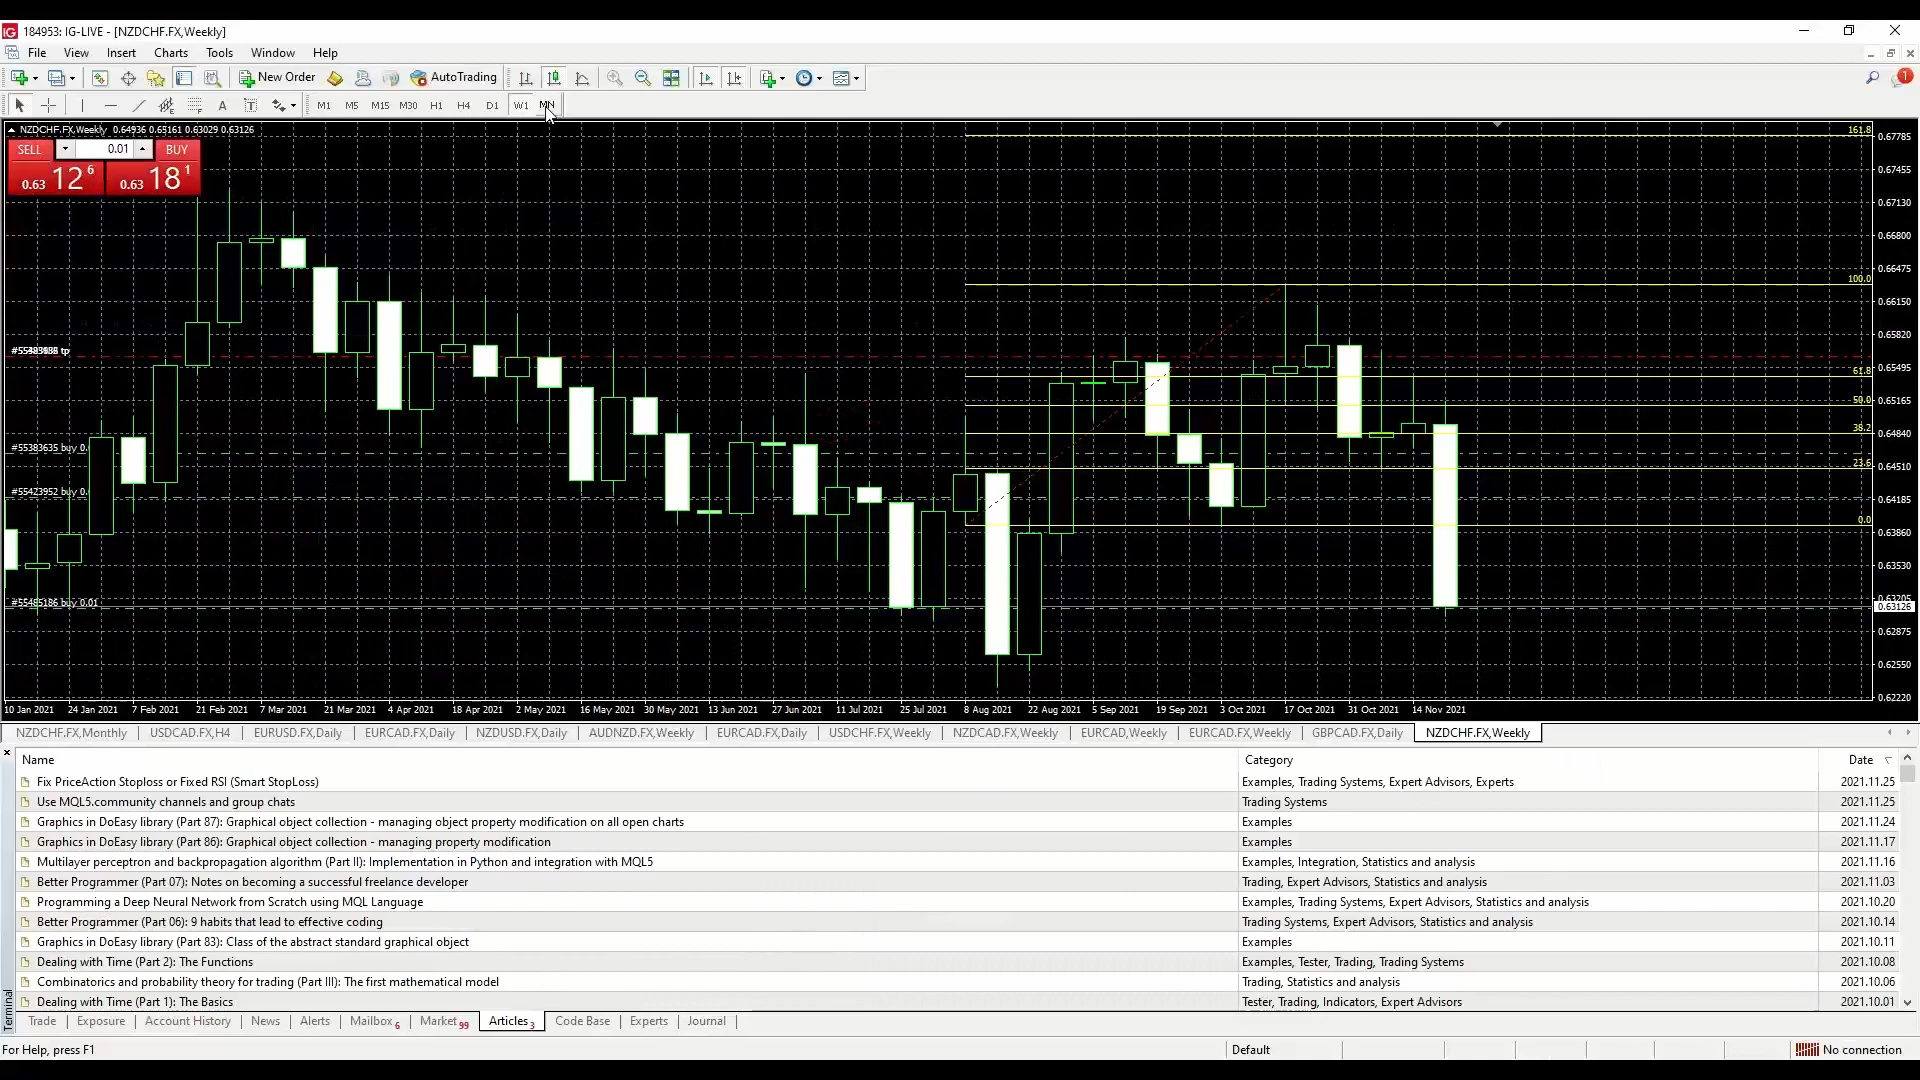 IG 184953: IG-LIVE - [NZDCHF.FX,Weekly]
File View Insert Charts Tools Window Help
New Order AutoTrading 1
A T M1 M5 M15 M30 H1 H4 D1 W1 MN
NZDCHF.FX,Weekly 0.64936 0.65161 0.63029 0.63126
SELL 0.01 BUY
0.63 12 6 0.63 18 1
161.8
100.0
61.8
50.0
38.2
23.6
0.0
#55383635 buy 0.
#55423952 buy 0.
#55485186 buy 0.01
0.67785
0.67455
0.67130
0.66800
0.66475
0.66150
0.65820
0.65495
0.65165
0.64840
0.64510
0.64185
0.63860
0.63530
0.63205
0.63126
0.62875
0.62550
0.62220
10 Jan 2021 24 Jan 2021 7 Feb 2021 21 Feb 2021 7 Mar 2021 21 Mar 2021 4 Apr 2021 18 Apr 2021 2 May 2021 16 May 2021 30 May 2021 13 Jun 2021 27 Jun 2021 11 Jul 2021 25 Jul 2021 8 Aug 2021 22 Aug 2021 5 Sep 2021 19 Sep 2021 3 Oct 2021 17 Oct 2021 31 Oct 2021 14 Nov 2021
NZDCHF.FX,Monthly USDCAD.FX,H4 EURUSD.FX,Daily EURCAD.FX,Daily NZDUSD.FX,Daily AUDNZD.FX,Weekly EURCAD.FX,Daily USDCHF.FX,Weekly NZDCAD.FX,Weekly EURCAD,Weekly EURCAD.FX,Weekly GBPCAD.FX,Daily NZDCHF.FX,Weekly
Name Category Date
Fix PriceAction Stoploss or Fixed RSI (Smart StopLoss) Examples, Trading Systems, Expert Advisors, Experts 2021.11.25
Use MQL5.community channels and group chats Trading Systems 2021.11.25
Graphics in DoEasy library (Part 87): Graphical object collection - managing object property modification on all open charts Examples 2021.11.24
Graphics in DoEasy library (Part 86): Graphical object collection - managing property modification Examples 2021.11.17
Multilayer perceptron and backpropagation algorithm (Part II): Implementation in Python and integration with MQL5 Examples, Integration, Statistics and analysis 2021.11.16
Better Programmer (Part 07): Notes on becoming a successful freelance developer Trading, Expert Advisors, Statistics and analysis 2021.11.03
Programming a Deep Neural Network from Scratch using MQL Language Examples, Trading Systems, Expert Advisors, Statistics and analysis 2021.10.20
Better Programmer (Part 06): 9 habits that lead to effective coding Trading Systems, Expert Advisors, Statistics and analysis 2021.10.14
Graphics in DoEasy library (Part 83): Class of the abstract standard graphical object Examples 2021.10.11
Dealing with Time (Part 2): The Functions Examples, Tester, Trading, Trading Systems 2021.10.08
Combinatorics and probability theory for trading (Part III): The first mathematical model Trading, Statistics and analysis 2021.10.06
Dealing with Time (Part 1): The Basics Tester, Trading, Indicators, Expert Advisors 2021.10.01
Terminal
Trade Exposure Account History News Alerts Mailbox 6 Market 99 Articles 3 Code Base Experts Journal
For Help, press F1 Default No connection